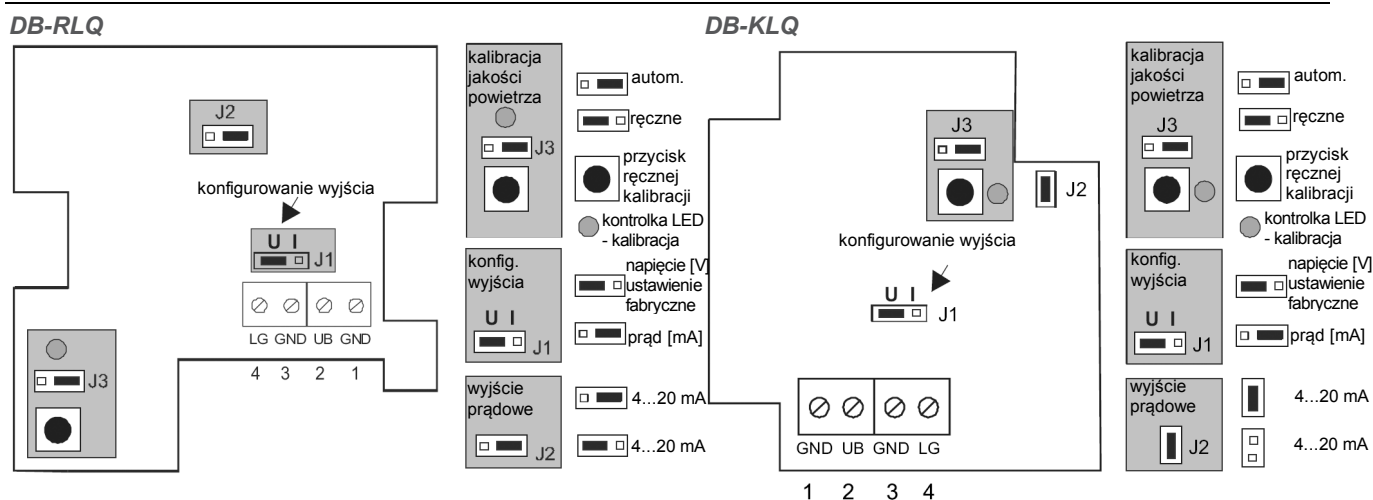 DB-RLQ
J2
konfigurowanie wyjścia
U I
J1
LG GND UB GND
4 3 2 1
J3
kalibracja
jakości
powietrza
J3
autom.
ręczne
przycisk
ręcznej
kalibracji
kontrolka LED
- kalibracja
konfig.
wyjścia
U I
J1
napięcie [V]
ustawienie
fabryczne
prąd [mA]
wyjście
prądowe
J2
4...20 mA
4...20 mA
DB-KLQ
J3
J2
konfigurowanie wyjścia
U I
J1
GND UB GND LG
1 2 3 4
kalibracja
jakości
powietrza
J3
autom.
ręczne
przycisk
ręcznej
kalibracji
kontrolka LED
- kalibracja
konfig.
wyjścia
U I
J1
napięcie [V]
ustawienie
fabryczne
prąd [mA]
wyjście
prądowe
J2
4...20 mA
4...20 mA